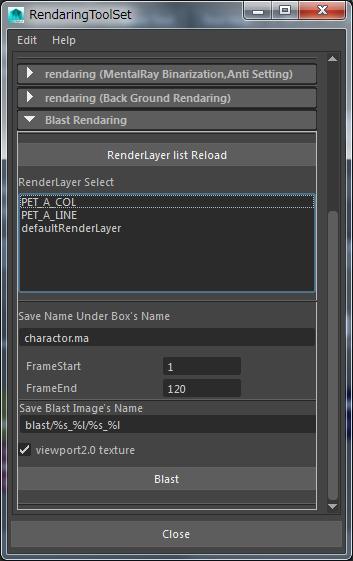 RendaringToolSet
Edit Help
rendaring (MentalRay Binarization,Anti Setting)
rendaring (Back Ground Rendaring)
Blast Rendaring
RenderLayer list Reload
RenderLayer Select
PET_A_COL
PET_A_LINE
defaultRenderLayer
Save Name Under Box's Name
charactor.ma
FrameStart 1
FrameEnd 120
Save Blast Image's Name
blast/%s_%l/%s_%l
viewport2.0 texture
Blast
Close